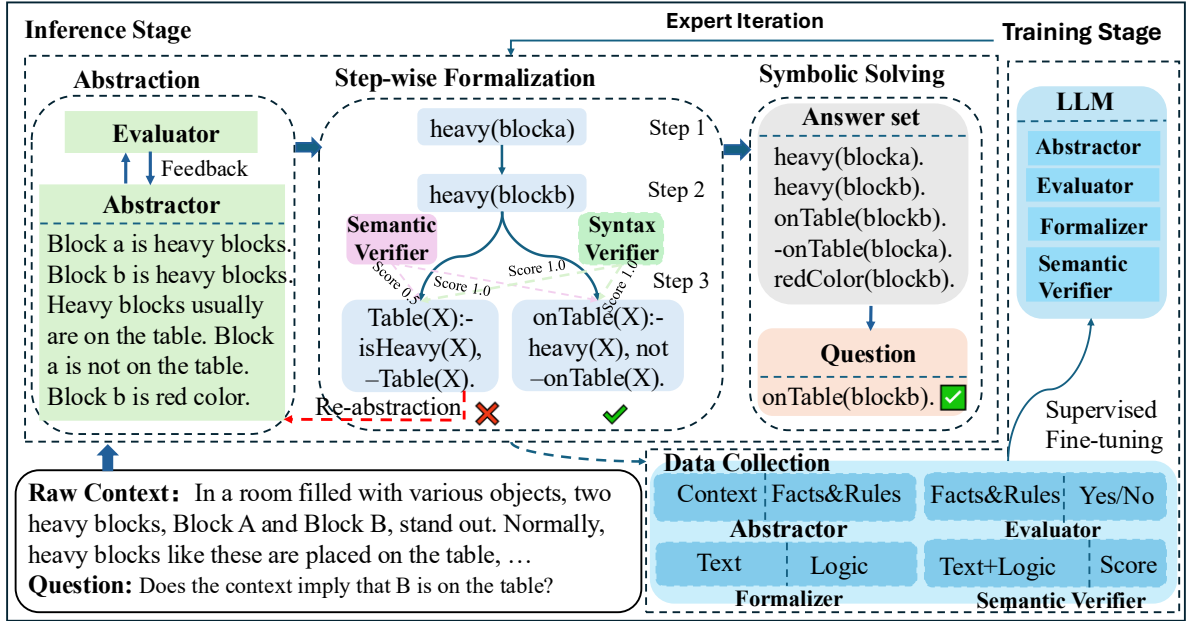 Expert Iteration
Inference Stage
Training Stage
Abstraction
Evaluator
Feedback
Abstractor
Block a is heavy blocks.
Block b is heavy blocks.
Heavy blocks usually
are on the table. Block
a is not on the table.
Block b is red color.
Step-wise Formalization
heavy(blocka)
Step 1
heavy(blockb)
Step 2
Semantic
Verifier
Syntax
Verifier
Score 0.5
Score 1.0
Score 1.0
Score 1.0
Step 3
Table(X):-
isHeavy(X),
–Table(X).
onTable(X):-
heavy(X), not
–onTable(X).
Re-abstraction
Symbolic Solving
Answer set
heavy(blocka).
heavy(blockb).
onTable(blockb).
-onTable(blocka).
redColor(blockb).
Question
onTable(blockb).
LLM
Abstractor
Evaluator
Formalizer
Semantic
Verifier
Supervised
Fine-tuning
Raw Context: In a room filled with various objects, two
heavy blocks, Block A and Block B, stand out. Normally,
heavy blocks like these are placed on the table, …
Question: Does the context imply that B is on the table?
Data Collection
Context Facts&Rules
Abstractor
Facts&Rules Yes/No
Evaluator
Text Logic
Formalizer
Text+Logic Score
Semantic Verifier